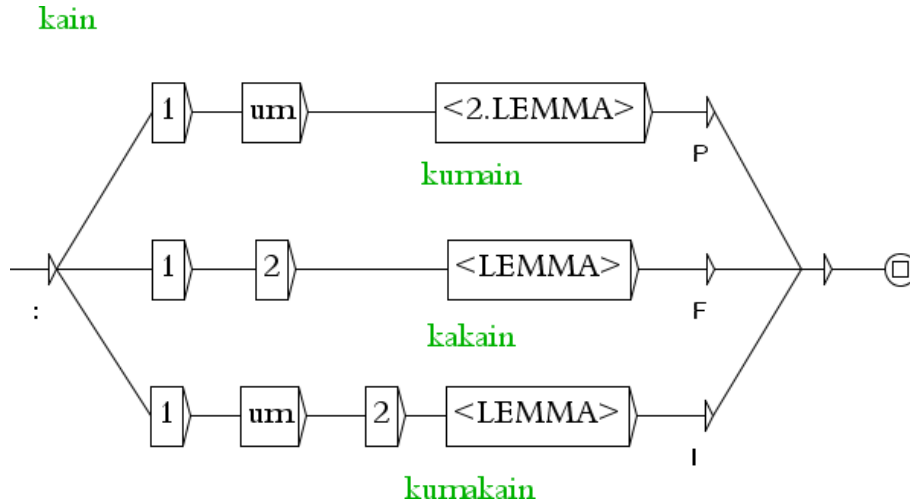 kain
1 um <2.LEMMA>
P
kumain
1 2 <LEMMA>
: F
kakain
1 um 2 <LEMMA>
I
kumakain